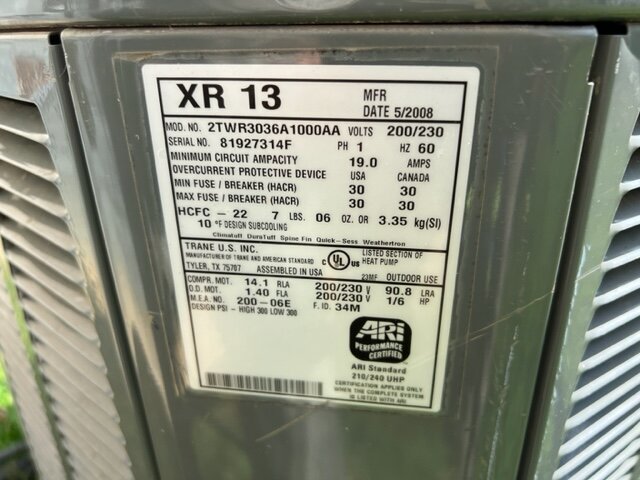 XR 13
MFR
DATE 5/2008
MOD. NO. 2TWR3036A1000AA VOLTS 200/230
SERIAL NO. 81927314F PH 1 HZ 60
MINIMUM CIRCUIT AMPACITY 19.0 AMPS
OVERCURRENT PROTECTIVE DEVICE USA CANADA
MIN FUSE / BREAKER (HACR) 30 30
MAX FUSE / BREAKER (HACR) 30 30
HCFC - 22 7 LBS. 06 OZ. OR 3.35 kg(SI)
10 °F DESIGN SUBCOOLING
Climatuff DuraTuff Spine Fin Quick-Sess Weathertron
TRANE U.S. INC.
MANUFACTURER OF TRANE AND AMERICAN STANDARD
TYLER, TX 75707 ASSEMBLED IN USA
C UL US
LISTED SECTION OF
HEAT PUMP
23MF OUTDOOR USE
COMPR. MOT. 14.1 RLA 200/230 V 90.8 LRA
O.D. MOT. 1.40 FLA 200/230 V 1/6 HP
M.E.A. NO. 200-06E F. ID. 34M
DESIGN PSI - HIGH 300 LOW 300
ARI
PERFORMANCE
CERTIFIED
ARI Standard
210/240 UHP
CERTIFICATION APPLIES ONLY
WHEN THE COMPLETE SYSTEM
IS LISTED WITH ARI